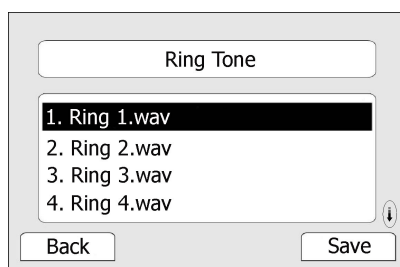 Ring Tone
1. Ring 1.wav
2. Ring 2.wav
3. Ring 3.wav
4. Ring 4.wav
Back Save